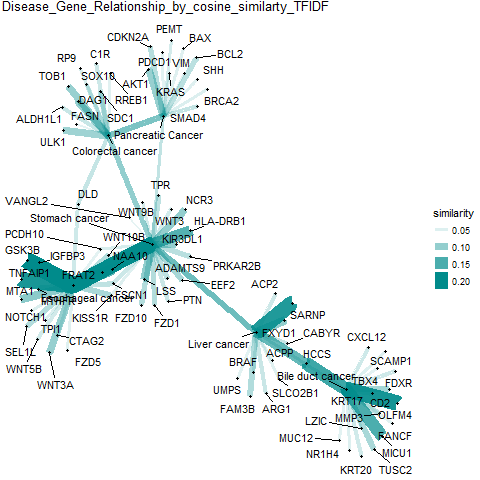 Disease_Gene_Relationship_by_cosine_similarty_TFIDF
PEMT
CDKN2A
BAX
C1R
BCL2
RP9
PDCD1
VIM
SHH
TOB1
SOX10
AKT1
KRAS
DAG1
RREB1
BRCA2
ALDH1L1
FASN
SDC1
SMAD4
ULK1
Pancreatic Cancer
Colorectal cancer
DLD
TPR
VANGL2
NCR3
WNT9B
Stomach cancer
WNT3
HLA-DRB1
PCDH10
WNT10B
KIR3DL1
GSK3B
IGFBP3
NAA10
TNFAIP1
FRAT2
ADAMTS9
PRKAR2B
LSS
EEF2
ACP2
MTA1
Esophageal cancer
FSCN1
PTN
NOTCH1
KISS1R
FZD10
FZD1
SARNP
TPI1
FXYD1
CABYR
CTAG2
Liver cancer
CXCL12
SEL1L
FZD5
ACPP
HCCS
SCAMP1
WNT5B
BRAF
Bile duct cancer
TBX4
FDXR
WNT3A
UMPS
SLCO2B1
KRT17
CD2
FAM3B
ARG1
MMP3
OLFM4
LZIC
FANCF
MUC12
MICU1
NR1H4
KRT20
TUSC2
similarity
0.05
0.10
0.15
0.20